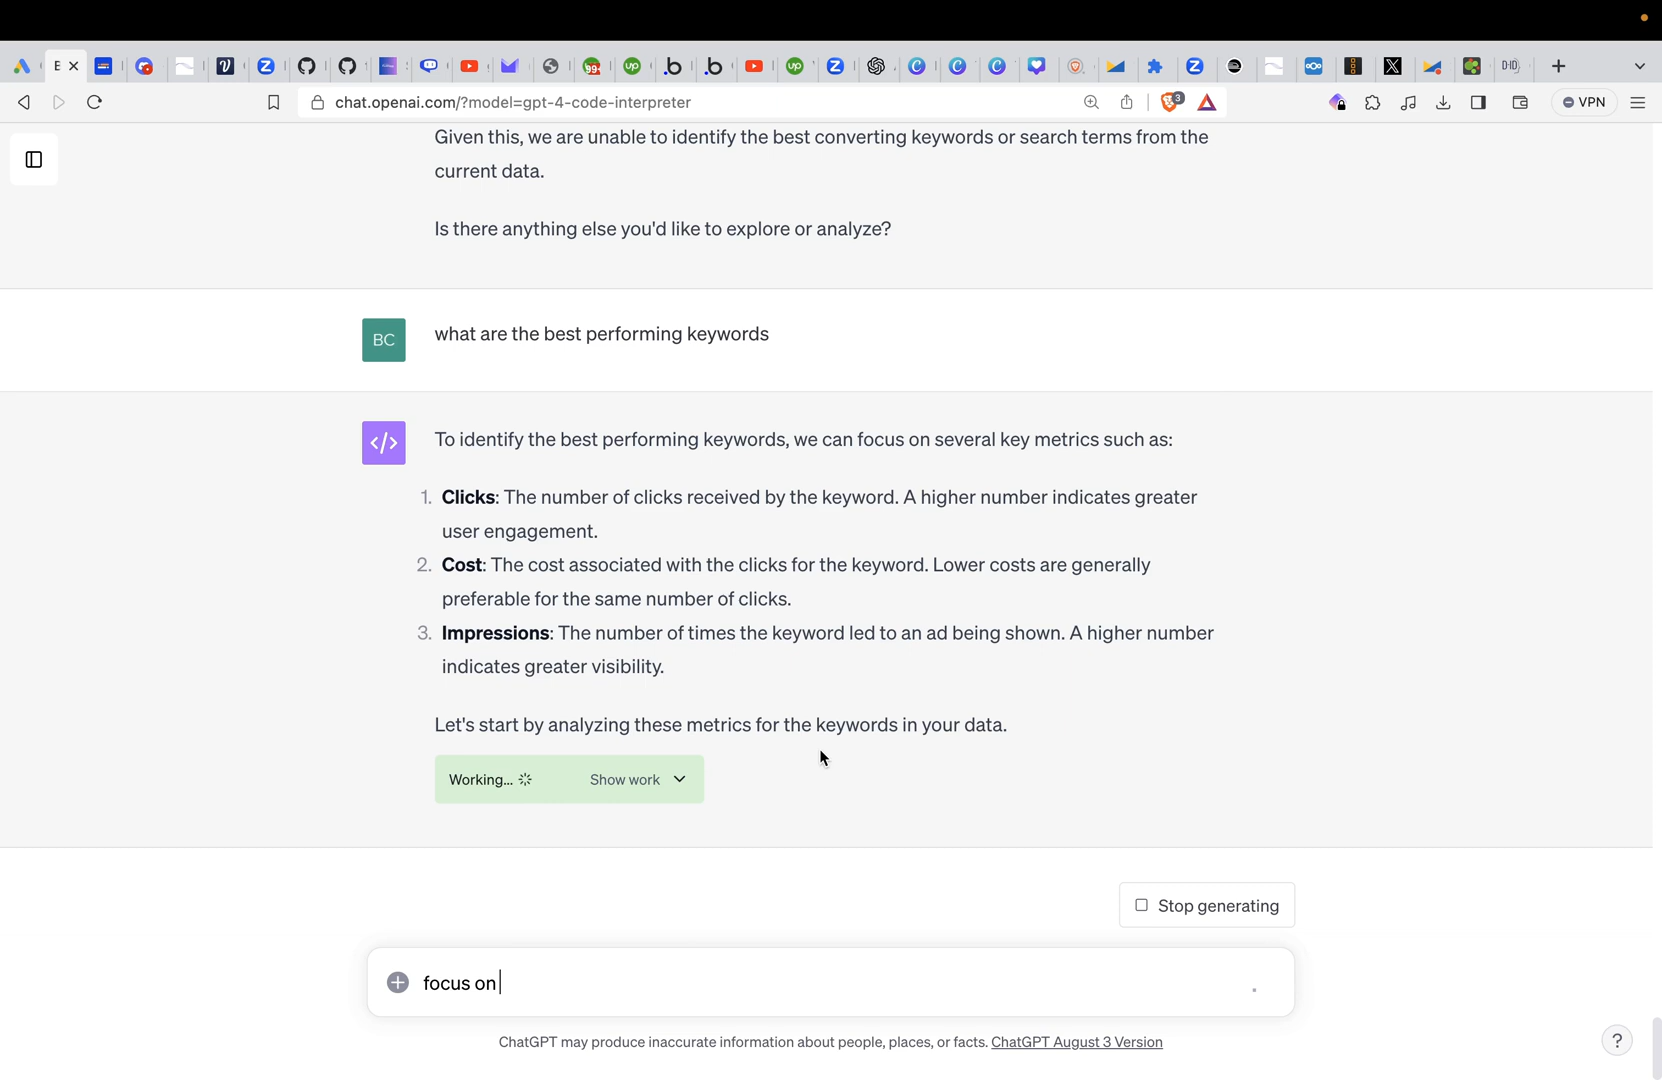 E
99+
D·ID
chat.openai.com/?model=gpt-4-code-interpreter
3
VPN
Given this, we are unable to identify the best converting keywords or search terms from the
current data.
Is there anything else you'd like to explore or analyze?
BC
what are the best performing keywords
To identify the best performing keywords, we can focus on several key metrics such as:
1. Clicks: The number of clicks received by the keyword. A higher number indicates greater
user engagement.
2. Cost: The cost associated with the clicks for the keyword. Lower costs are generally
preferable for the same number of clicks.
3. Impressions: The number of times the keyword led to an ad being shown. A higher number
indicates greater visibility.
Let's start by analyzing these metrics for the keywords in your data.
Working... Show work
Stop generating
focus on
ChatGPT may produce inaccurate information about people, places, or facts. ChatGPT August 3 Version
?